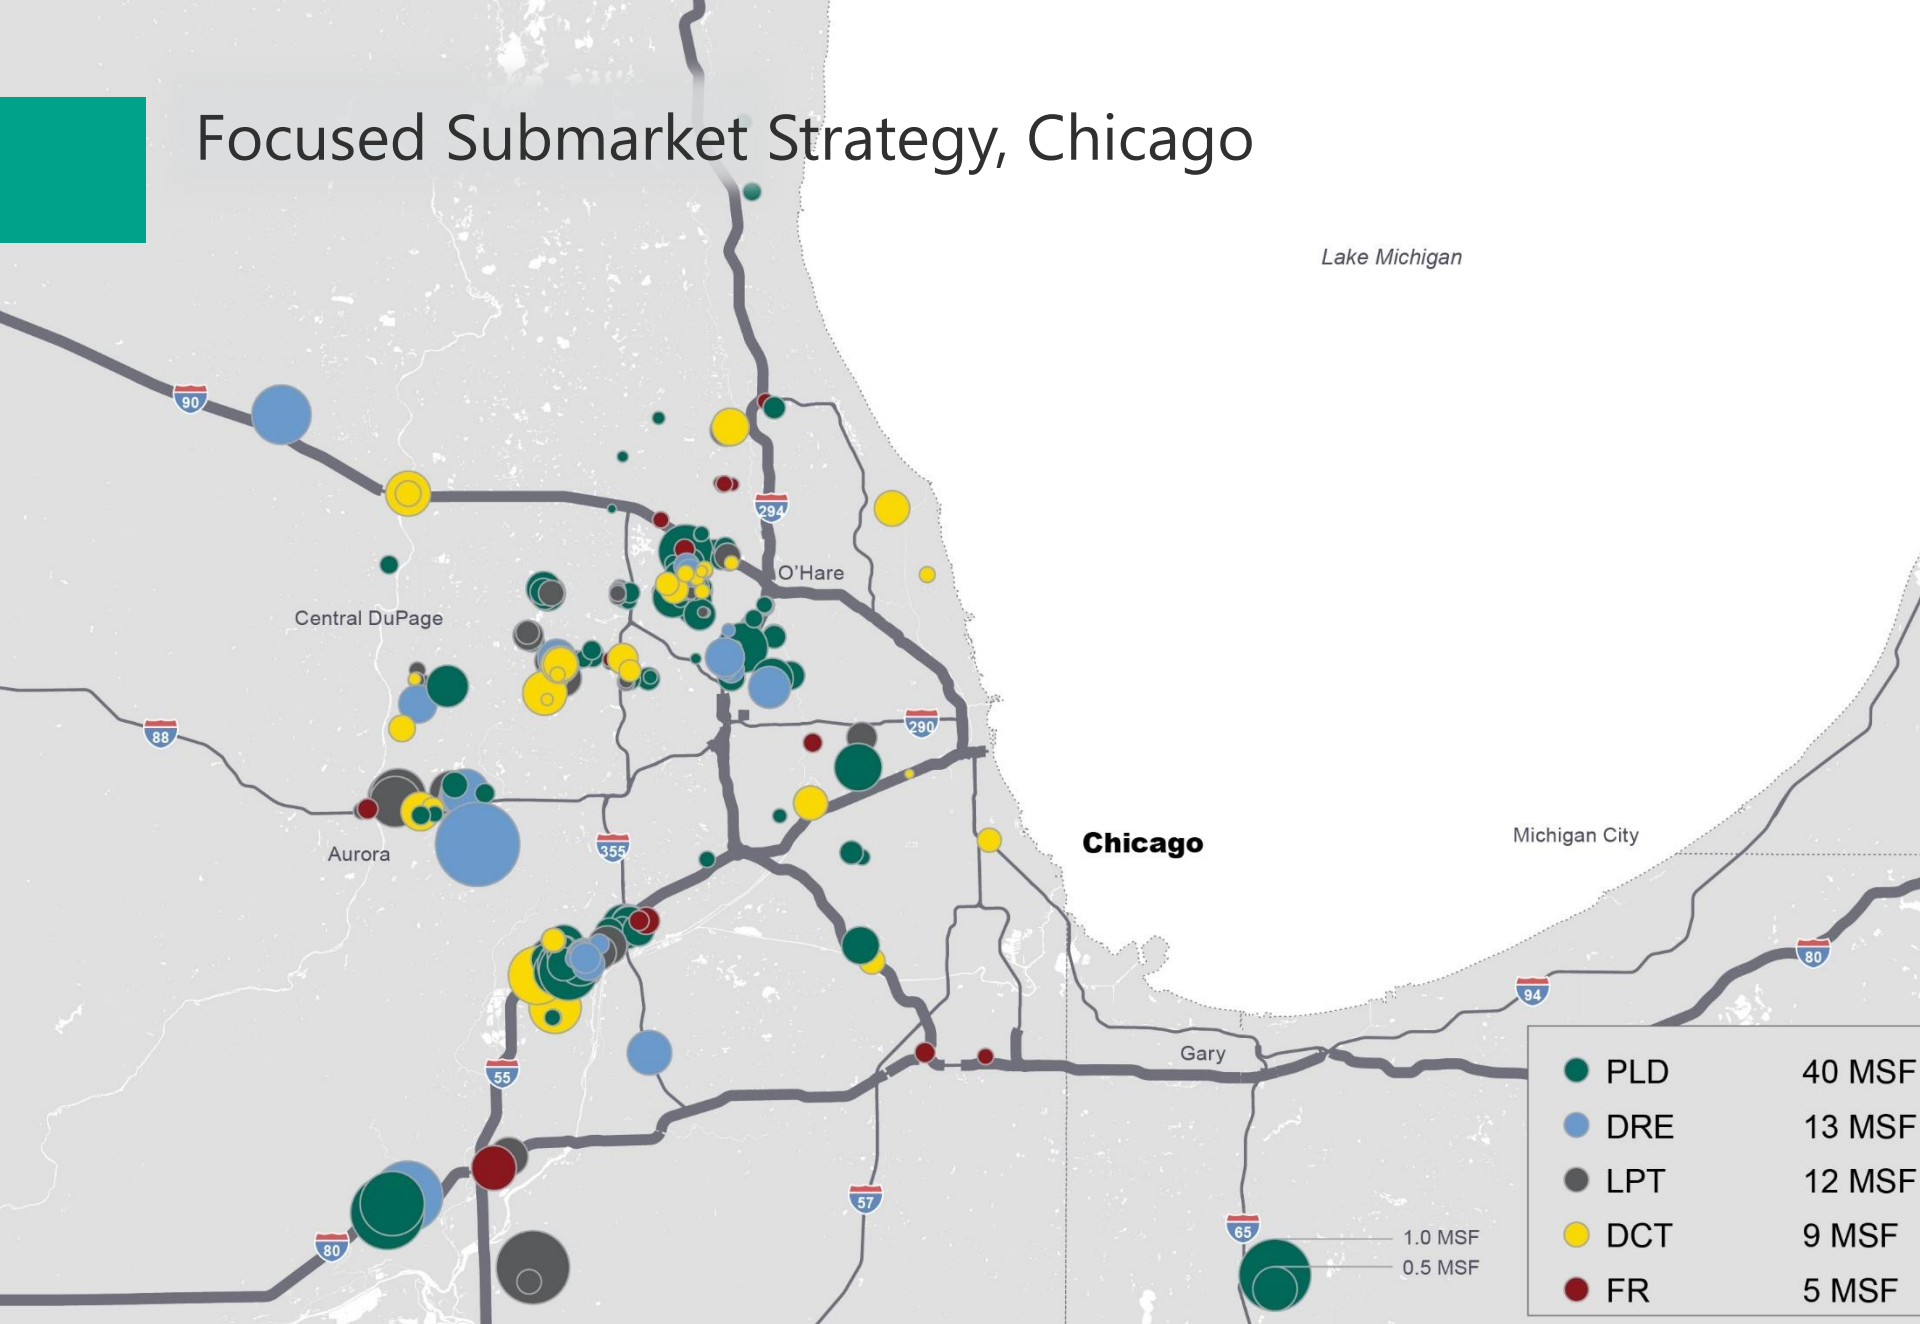 Focused Submarket Strategy, Chicago
Lake Michigan
90
294
O'Hare
Central DuPage
290
88
355
Aurora
Chicago
Michigan City
80
94
Gary
55
57
65
80
1.0 MSF
0.5 MSF
PLD 40 MSF
DRE 13 MSF
LPT 12 MSF
DCT 9 MSF
FR 5 MSF